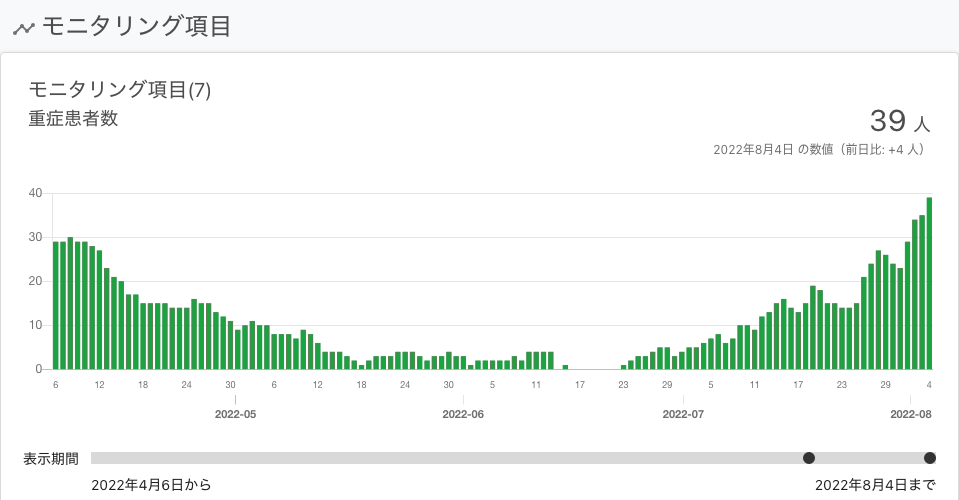 モニタリング項目
モニタリング項目(7)
重症患者数
39 人
2022年8月4日 の数値（前日比: +4 人）
40
30
20
10
0
6 12 18 24 30 6 12 18 24 30 5 11 17 23 29 5 11 17 23 29 4
2022-05 2022-06 2022-07 2022-08
表示期間
2022年4月6日から 2022年8月4日まで